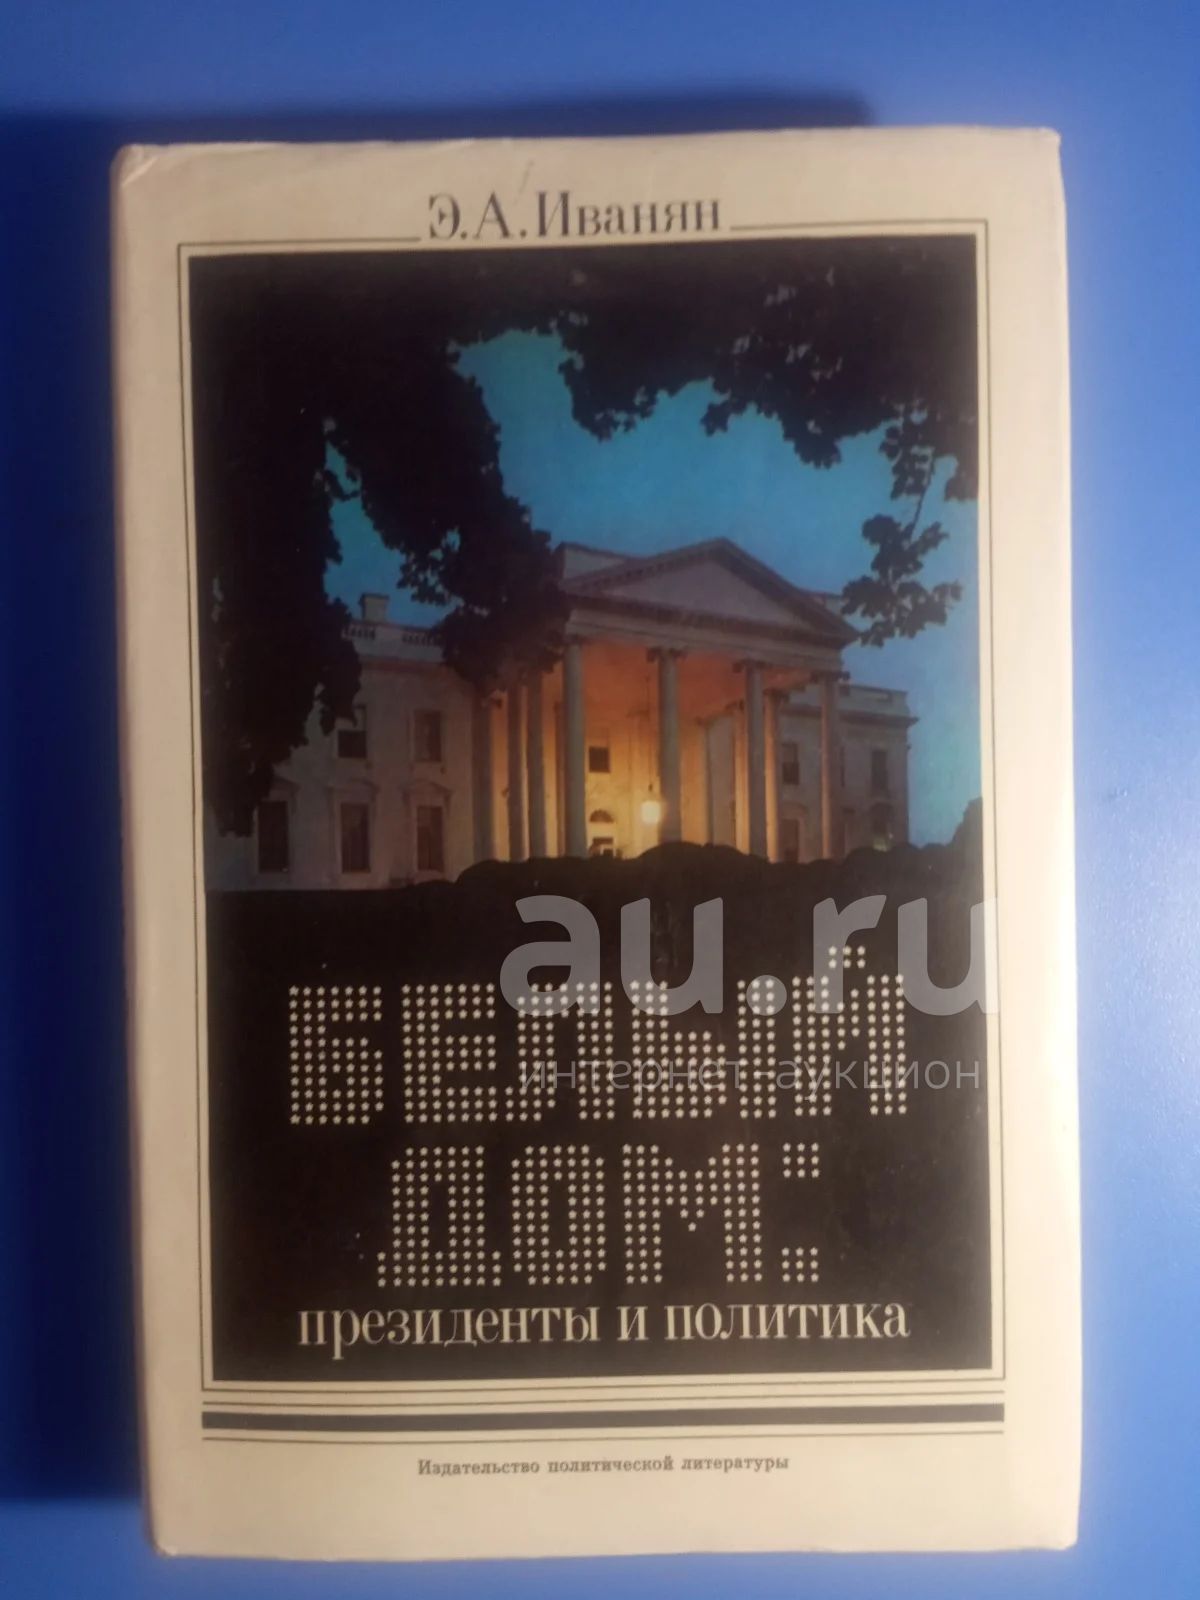 Э.А.Иванян
au.ru
БЕЛЫЙ
интернет-аукцион
ДОМ:
президенты и политика
Издательство политической литературы